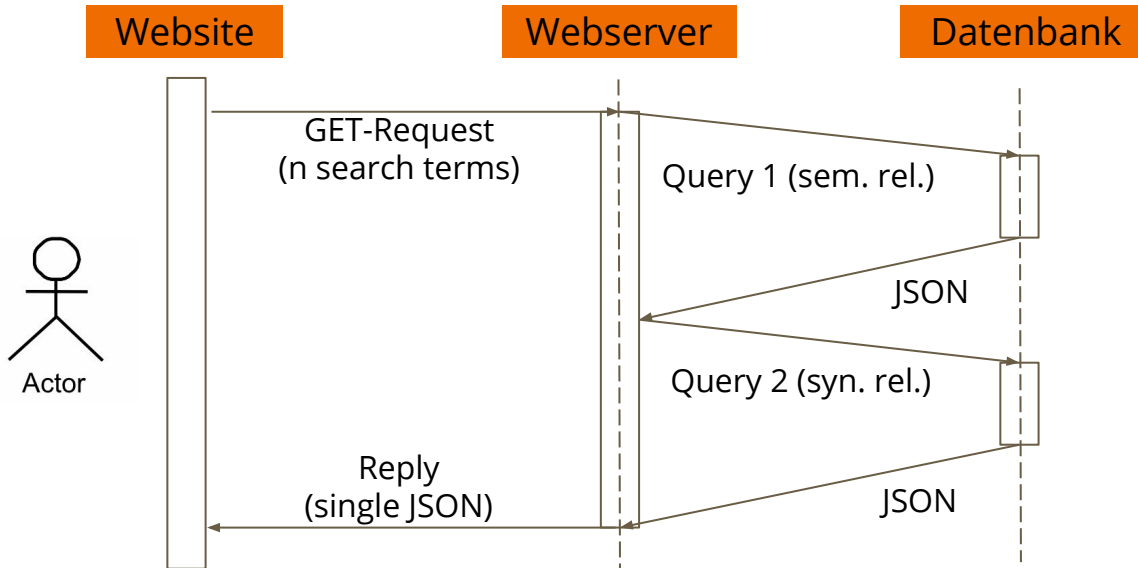 Website
Webserver
Datenbank
GET-Request
(n search terms)
Query 1 (sem. rel.)
JSON
Actor
Query 2 (syn. rel.)
Reply
(single JSON)
JSON